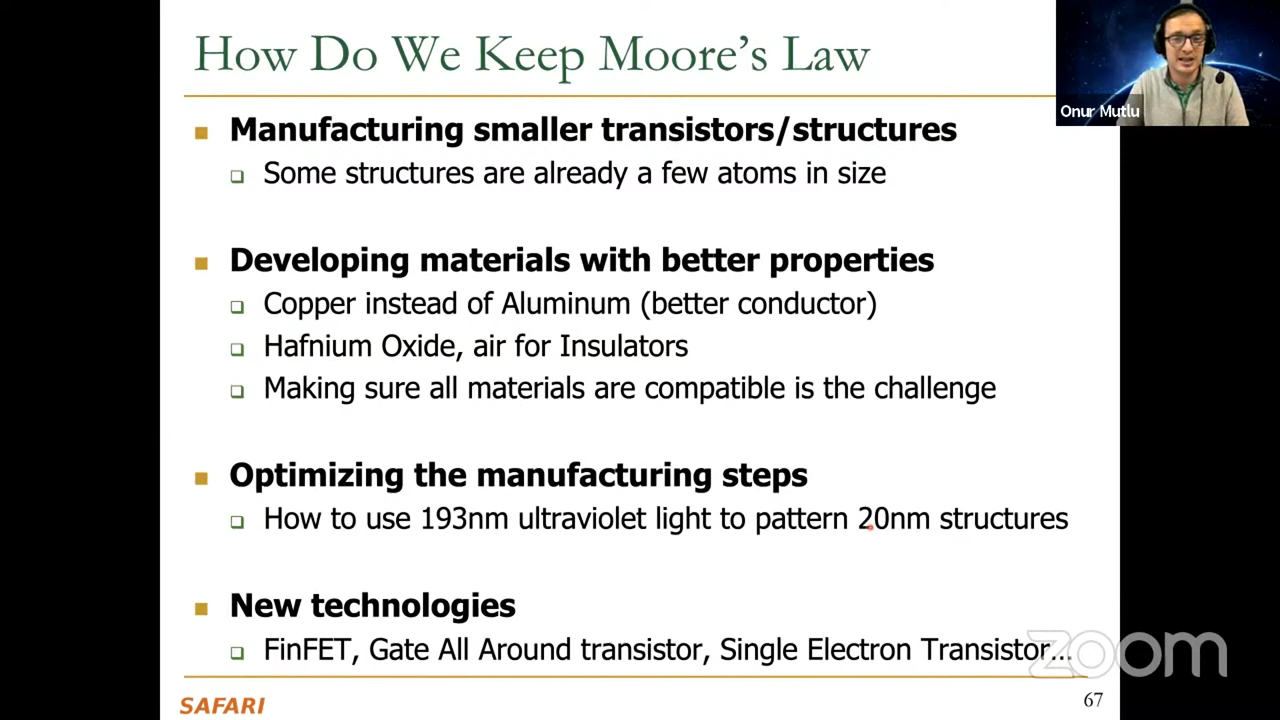 How Do We Keep Moore's Law
Onur Mutlu
Manufacturing smaller transistors/structures
Some structures are already a few atoms in size
Developing materials with better properties
Copper instead of Aluminum (better conductor)
Hafnium Oxide, air for Insulators
Making sure all materials are compatible is the challenge
Optimizing the manufacturing steps
How to use 193nm ultraviolet light to pattern 20nm structures
New technologies
FinFET, Gate All Around transistor, Single Electron Transistor…
zoom
SAFARI
67